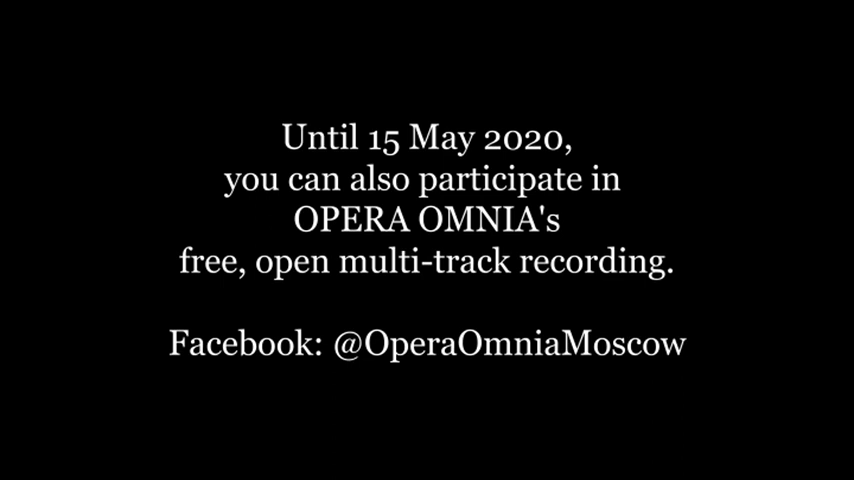 Until 15 May 2020,
you can also participate in
OPERA OMNIA's
free, open multi-track recording.
Facebook: @OperaOmniaMoscow